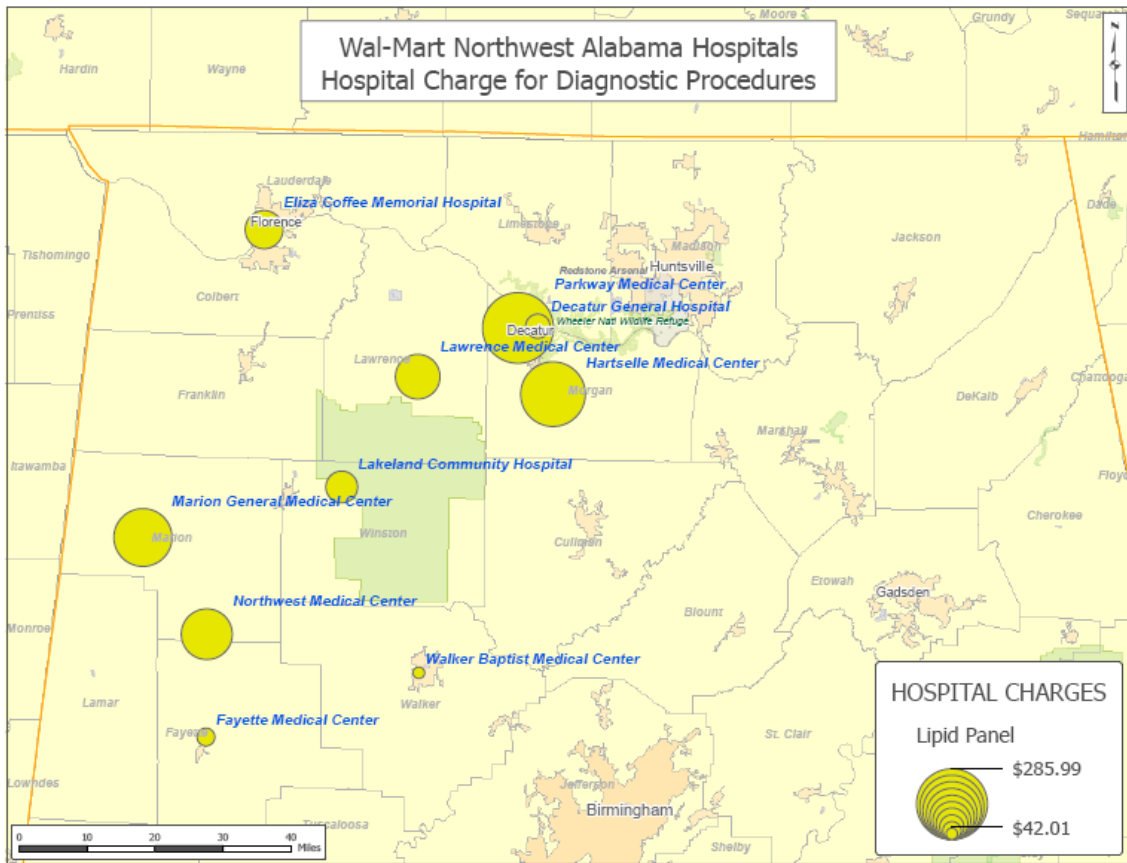 Wal-Mart Northwest Alabama Hospitals
Hospital Charge for Diagnostic Procedures
Moore
Grundy
Hardin
Wayne
Hamilton
Lauderdale
Eliza Coffee Memorial Hospital
Florence
Limestone
Madison
Jackson
Dade
Tishomingo
Redstone Arsenal
Huntsville
Parkway Medical Center
Colbert
Decatur General Hospital
Prentiss
Wheeler Natl Wildlife Refuge
Decatur
Lawrence Medical Center
Lawrence
Hartselle Medical Center
Morgan
Franklin
DeKalb
Chattooga
Marshall
Itawamba
Lakeland Community Hospital
Floyd
Marion General Medical Center
Cherokee
Marion
Winston
Cullman
Etowah
Gadsden
Northwest Medical Center
Blount
Monroe
Walker Baptist Medical Center
Lamar
Walker
Fayette Medical Center
Fayette
St. Clair
Lowndes
Jefferson
Birmingham
Tuscaloosa
Shelby
HOSPITAL CHARGES
Lipid Panel
$285.99
$42.01
0 10 20 30 40
Miles